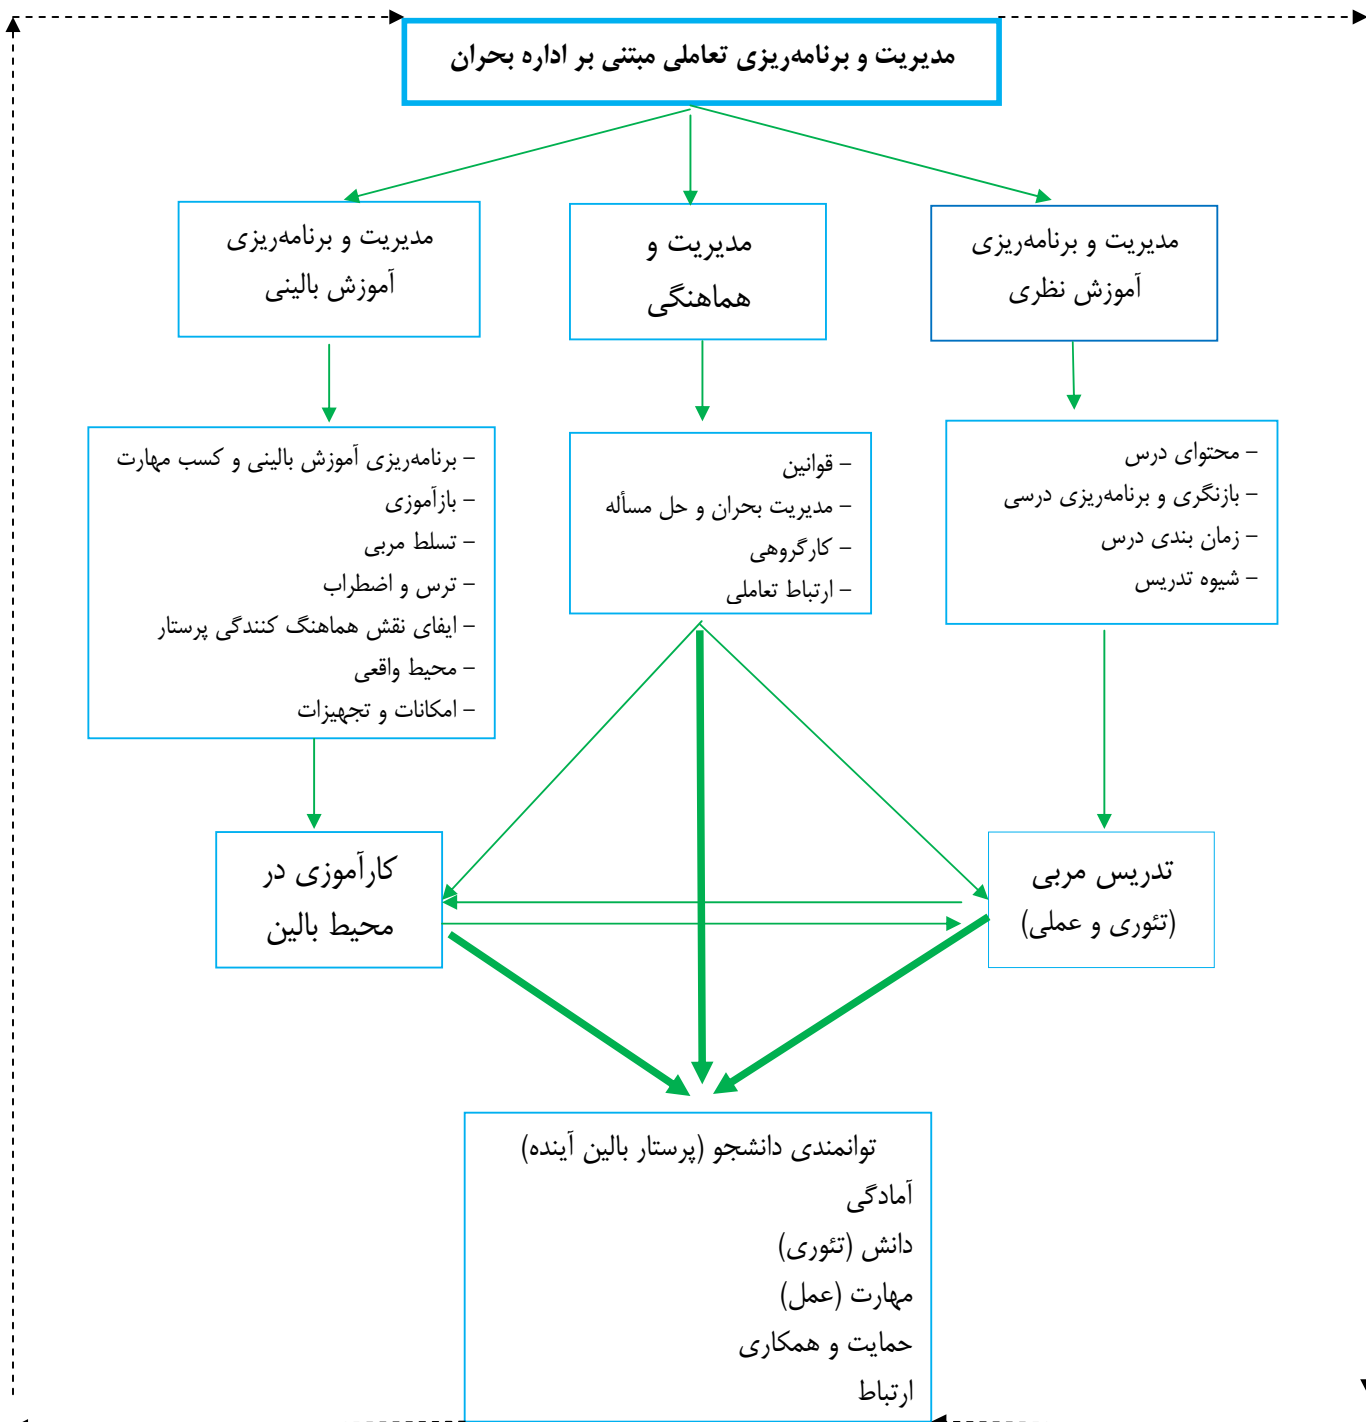 مدیریت و برنامه‌ریزی تعاملی مبتنی بر اداره بحران
مدیریت و برنامه‌ریزی
آموزش نظری
مدیریت و
هماهنگی
مدیریت و برنامه‌ریزی
آموزش بالینی
- محتوای درس
- بازنگری و برنامه‌ریزی درسی
- زمان بندی درس
- شیوه تدریس
- قوانین
- مدیریت بحران و حل مسأله
- کارگروهی
- ارتباط تعاملی
- برنامه‌ریزی آموزش بالینی و کسب مهارت
- بازآموزی
- تسلط مربی
- ترس و اضطراب
- ایفای نقش هماهنگ کنندگی پرستار
- محیط واقعی
- امکانات و تجهیزات
تدریس مربی
(تئوری و عملی)
کارآموزی در
محیط بالین
توانمندی دانشجو (پرستار بالین آینده)
آمادگی
دانش (تئوری)
مهارت (عمل)
حمایت و همکاری
ارتباط